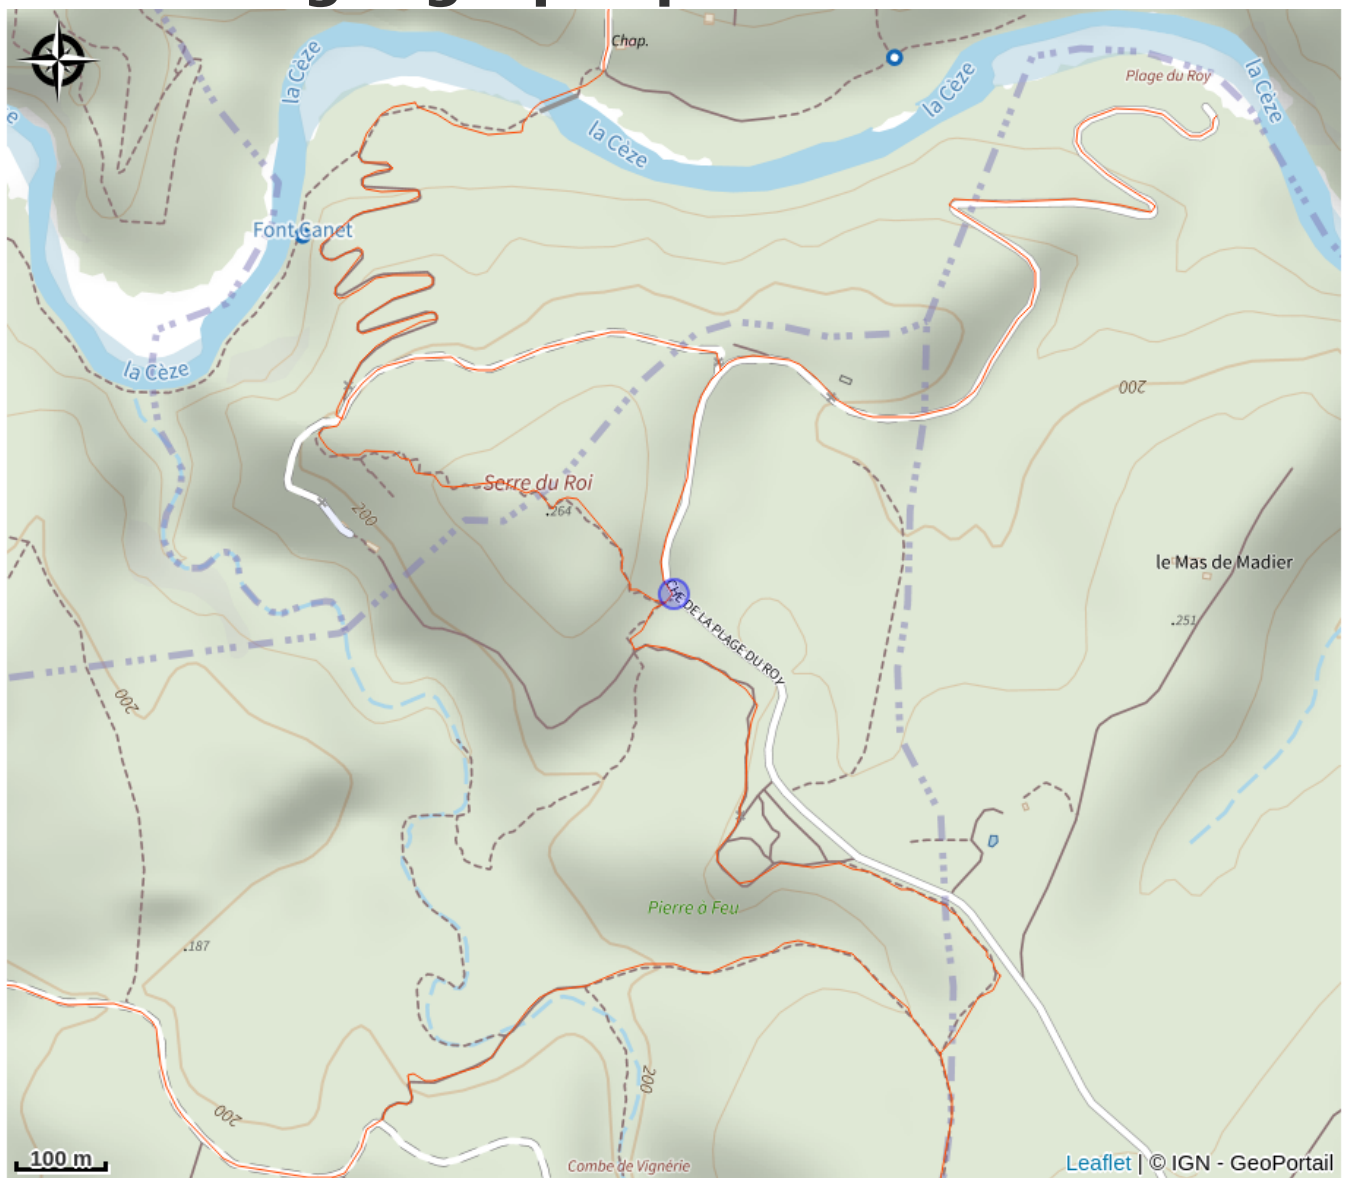 Chap.
la Cèze
Plage du Roy
la Cèze
la Cèze
e
la Cèze
Font Canet
la Cèze
200
Serre du Roi
.264
200
le Mas de Madier
.251
CHE DE LA PLAGE DU ROY
200
Pierre a Feu
.187
200
200
Combe de Vignérie
100 m
Leaflet | © IGN - GeoPortail